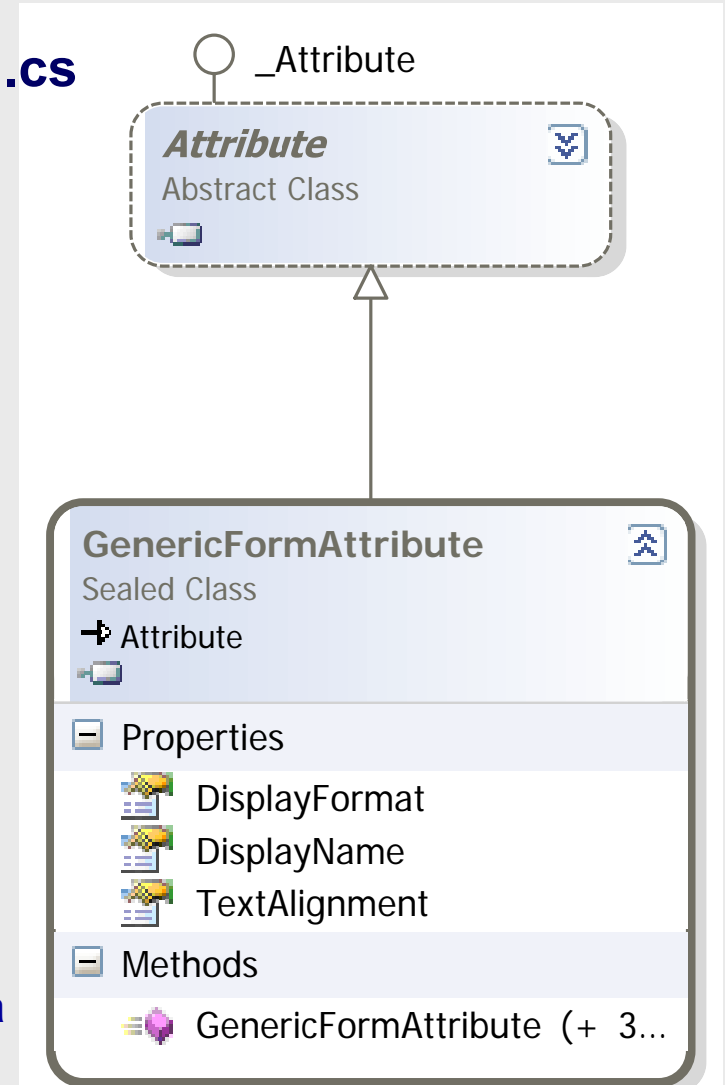 .cs
_Attribute
Attribute
Abstract Class
GenericFormAttribute
Sealed Class
Attribute
Properties
DisplayFormat
DisplayName
TextAlignment
Methods
a
GenericFormAttribute (+ 3...